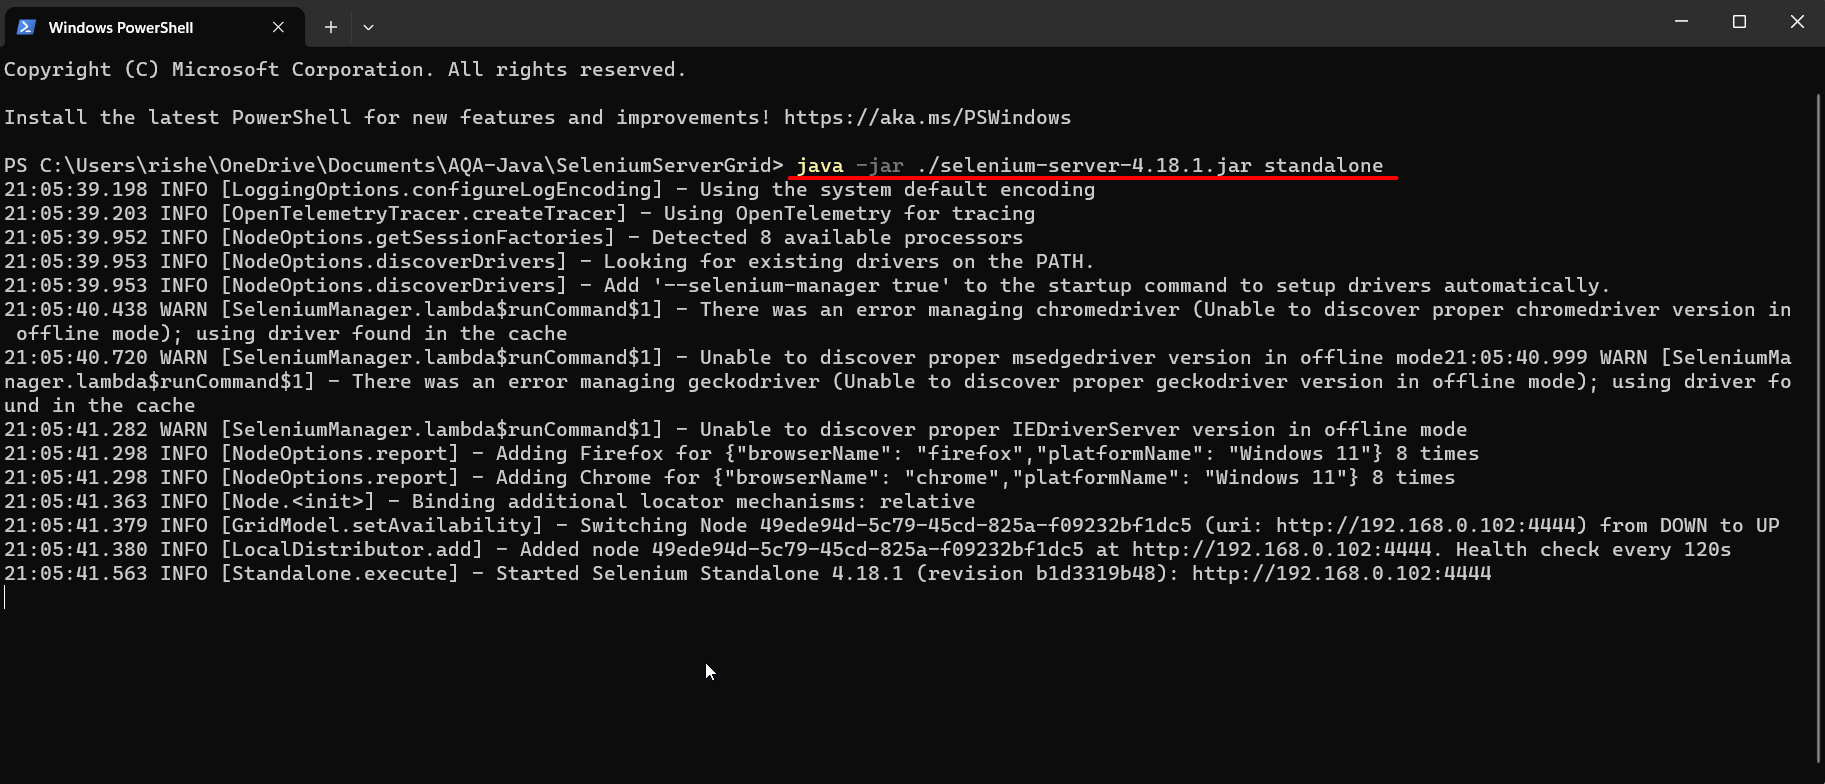 Windows PowerShell
Copyright (C) Microsoft Corporation. All rights reserved.
Install the latest PowerShell for new features and improvements! https://aka.ms/PSWindows
PS C:\Users\rishe\OneDrive\Documents\AQA-Java\SeleniumServerGrid> java -jar ./selenium-server-4.18.1.jar standalone
21:05:39.198 INFO [LoggingOptions.configureLogEncoding] - Using the system default encoding
21:05:39.203 INFO [OpenTelemetryTracer.createTracer] - Using OpenTelemetry for tracing
21:05:39.952 INFO [NodeOptions.getSessionFactories] - Detected 8 available processors
21:05:39.953 INFO [NodeOptions.discoverDrivers] - Looking for existing drivers on the PATH.
21:05:39.953 INFO [NodeOptions.discoverDrivers] - Add '--selenium-manager true' to the startup command to setup drivers automatically.
21:05:40.438 WARN [SeleniumManager.lambda$runCommand$1] - There was an error managing chromedriver (Unable to discover proper chromedriver version in
 offline mode); using driver found in the cache
21:05:40.720 WARN [SeleniumManager.lambda$runCommand$1] - Unable to discover proper msedgedriver version in offline mode21:05:40.999 WARN [SeleniumMa
nager.lambda$runCommand$1] - There was an error managing geckodriver (Unable to discover proper geckodriver version in offline mode); using driver fo
und in the cache
21:05:41.282 WARN [SeleniumManager.lambda$runCommand$1] - Unable to discover proper IEDriverServer version in offline mode
21:05:41.298 INFO [NodeOptions.report] - Adding Firefox for {"browserName": "firefox","platformName": "Windows 11"} 8 times
21:05:41.298 INFO [NodeOptions.report] - Adding Chrome for {"browserName": "chrome","platformName": "Windows 11"} 8 times
21:05:41.363 INFO [Node.<init>] - Binding additional locator mechanisms: relative
21:05:41.379 INFO [GridModel.setAvailability] - Switching Node 49ede94d-5c79-45cd-825a-f09232bf1dc5 (uri: http://192.168.0.102:4444) from DOWN to UP
21:05:41.380 INFO [LocalDistributor.add] - Added node 49ede94d-5c79-45cd-825a-f09232bf1dc5 at http://192.168.0.102:4444. Health check every 120s
21:05:41.563 INFO [Standalone.execute] - Started Selenium Standalone 4.18.1 (revision b1d3319b48): http://192.168.0.102:4444